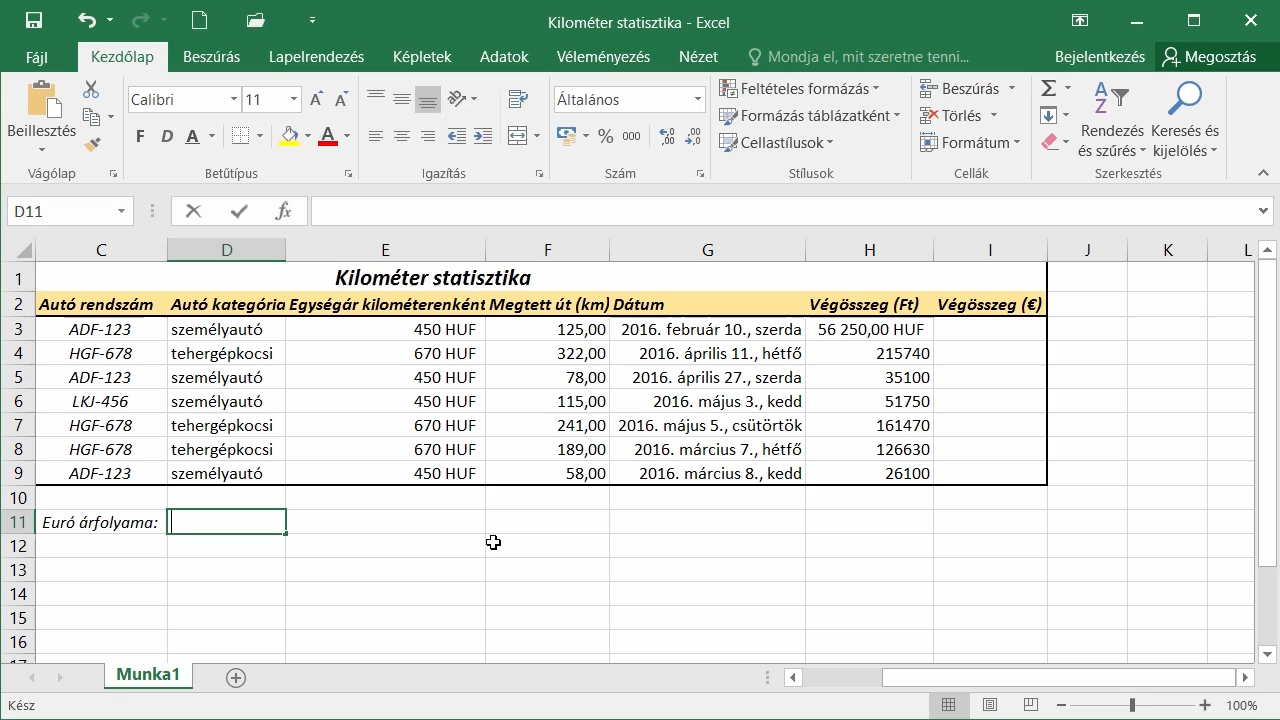 Kilométer statisztika - Excel
Fájl Kezdőlap Beszúrás Lapelrendezés Képletek Adatok Véleményezés Nézet Mondja el, mit szeretne tenni... Bejelentkezés Megosztás
Beillesztés
Vágólap
Calibri 11
F D A A A A
Betűtípus
Igazítás
Általános
% 000 ,00 ,00
Szám
Feltételes formázás
Formázás táblázatként
Cellastílusok
Stílusok
Beszúrás
Törlés
Formátum
Cellák
Rendezés és szűrés
Keresés és kijelölés
Szerkesztés
D11 fx
C D E F G H I J K L
1 Kilométer statisztika
2 Autó rendszám Autó kategória Egységár kilométerenként Megtett út (km) Dátum Végösszeg (Ft) Végösszeg (€)
3 ADF-123 személyautó 450 HUF 125,00 2016. február 10., szerda 56 250,00 HUF
4 HGF-678 tehergépkocsi 670 HUF 322,00 2016. április 11., hétfő 215740
5 ADF-123 személyautó 450 HUF 78,00 2016. április 27., szerda 35100
6 LKJ-456 személyautó 450 HUF 115,00 2016. május 3., kedd 51750
7 HGF-678 tehergépkocsi 670 HUF 241,00 2016. május 5., csütörtök 161470
8 HGF-678 tehergépkocsi 670 HUF 189,00 2016. március 7., hétfő 126630
9 ADF-123 személyautó 450 HUF 58,00 2016. március 8., kedd 26100
10
11 Euró árfolyama:
12
13
14
15
16
17
Munka1
Kész 100%